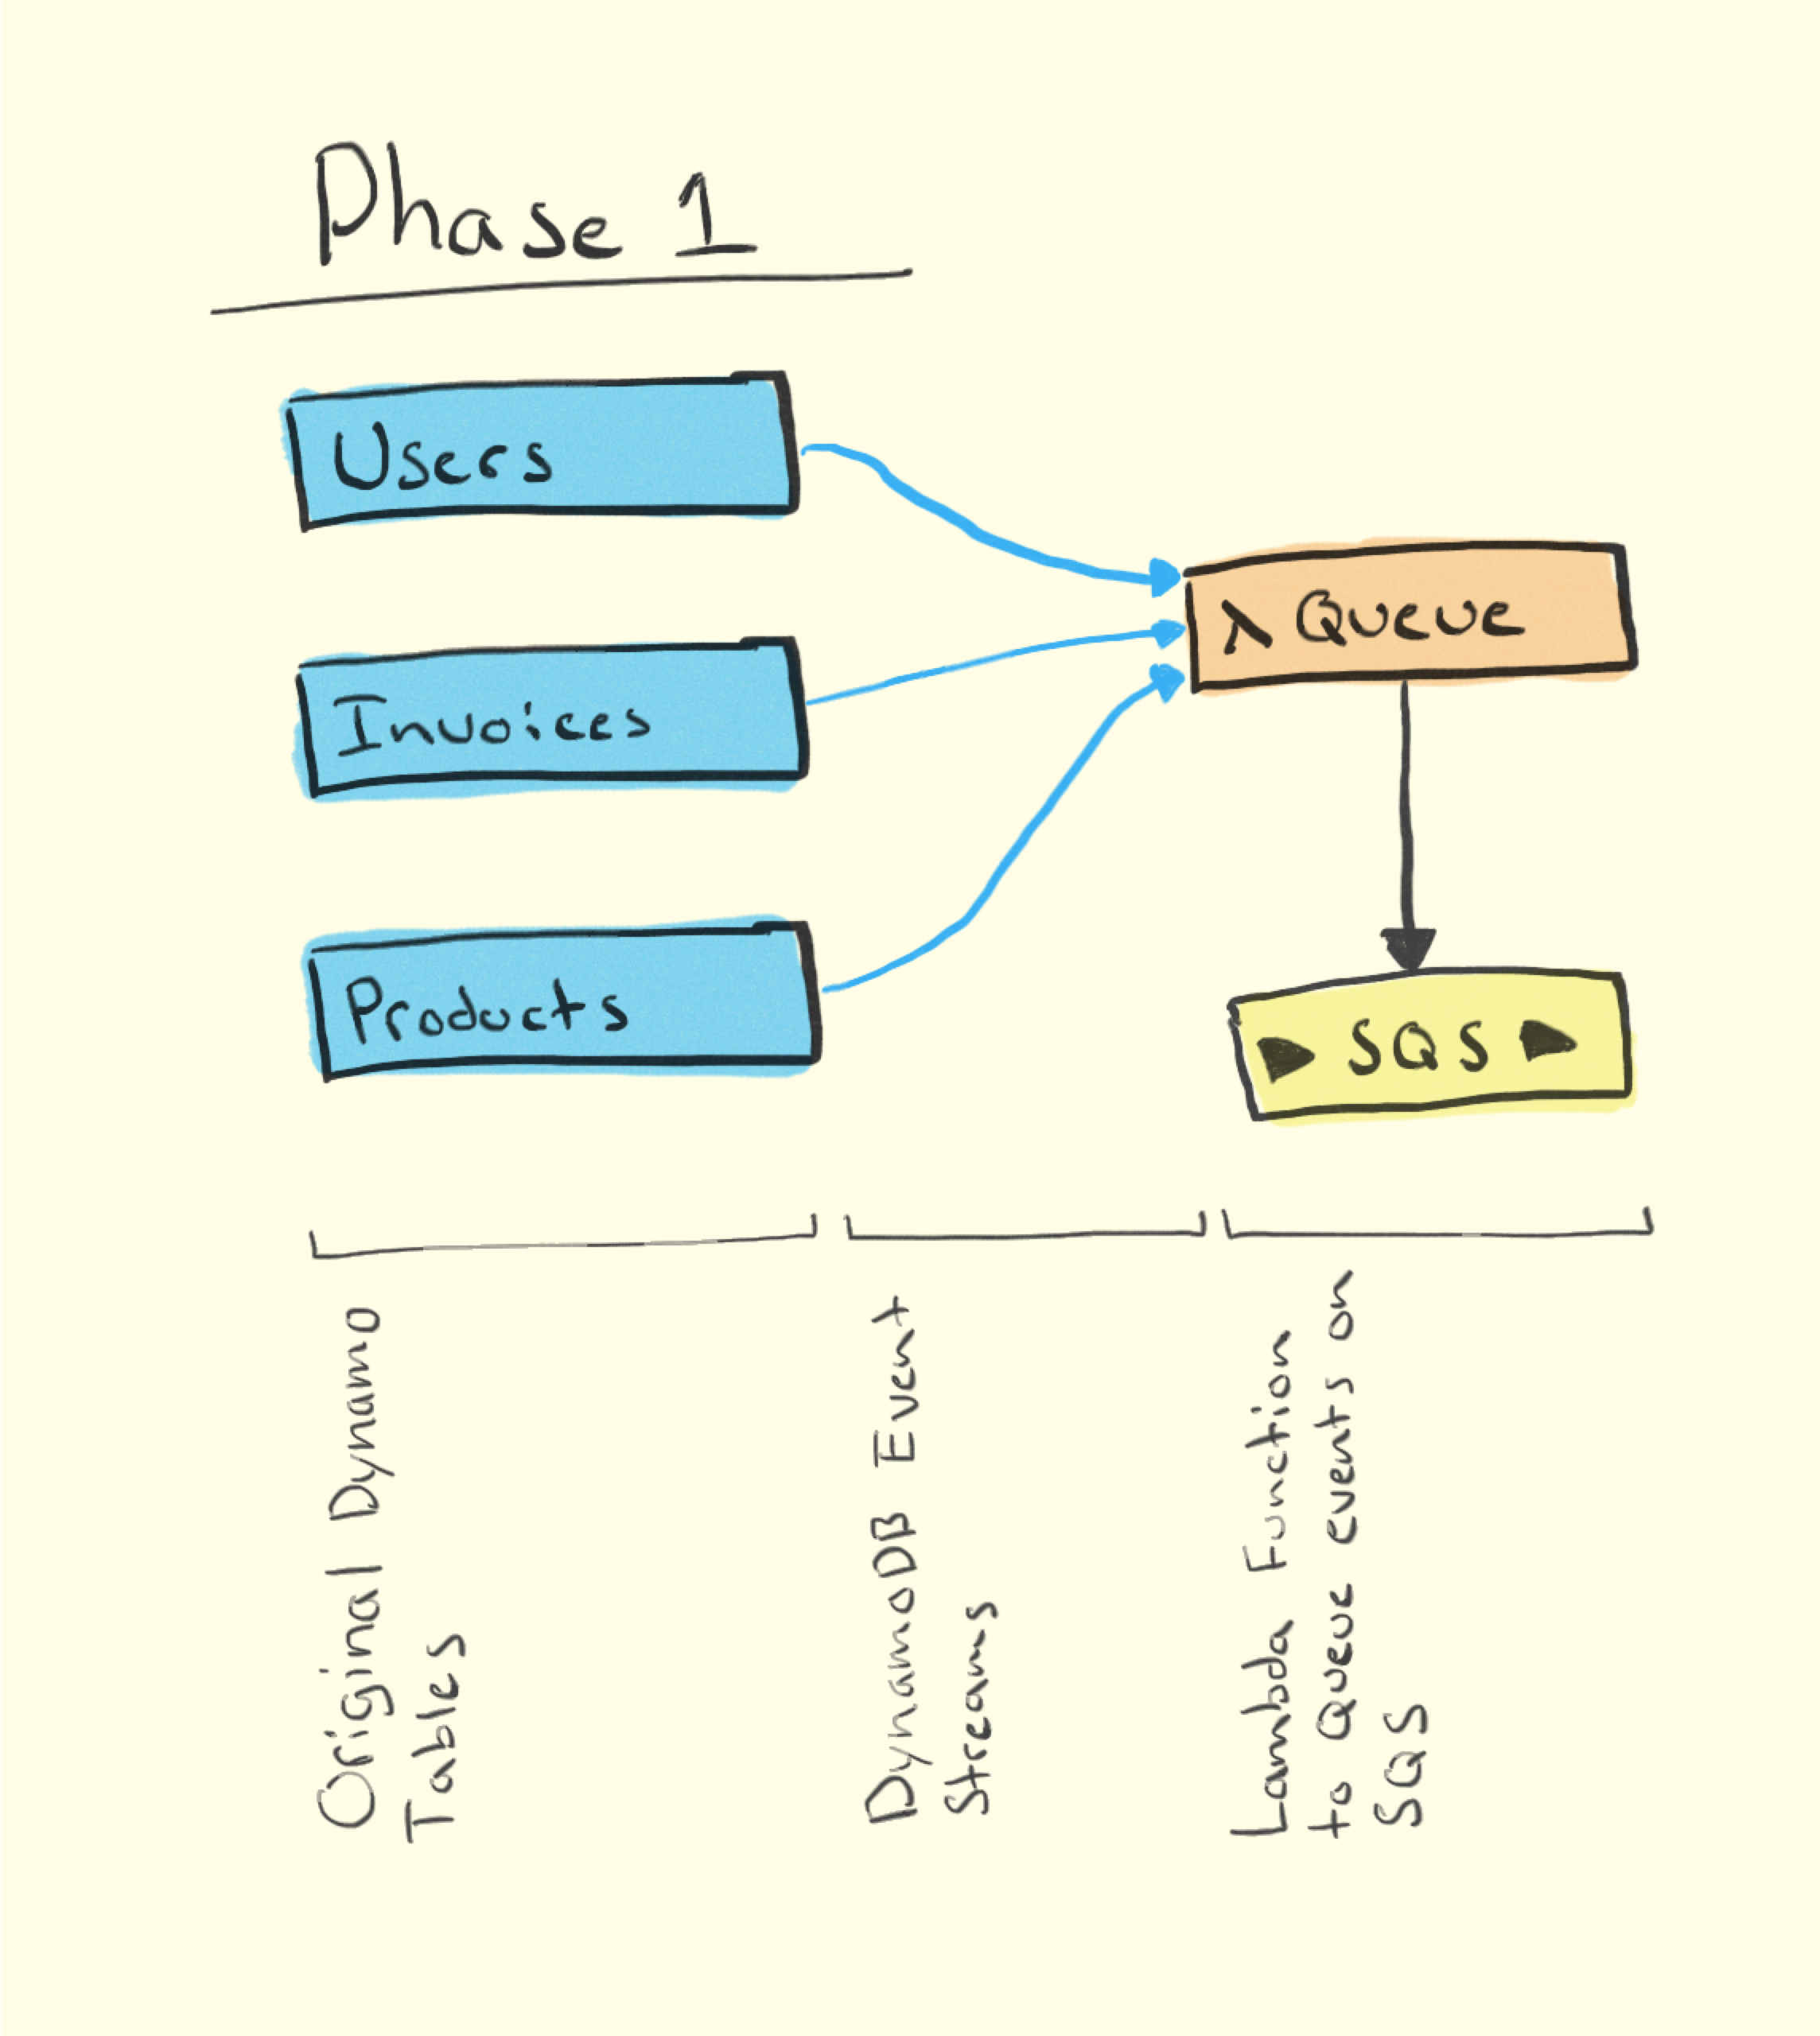 Phase 1
Users
Invoices
Products
λ Queue
SQS
Original Dynamo
Tables
DynamoDB Event
Streams
Lambda Function
to Queue events on
SQS